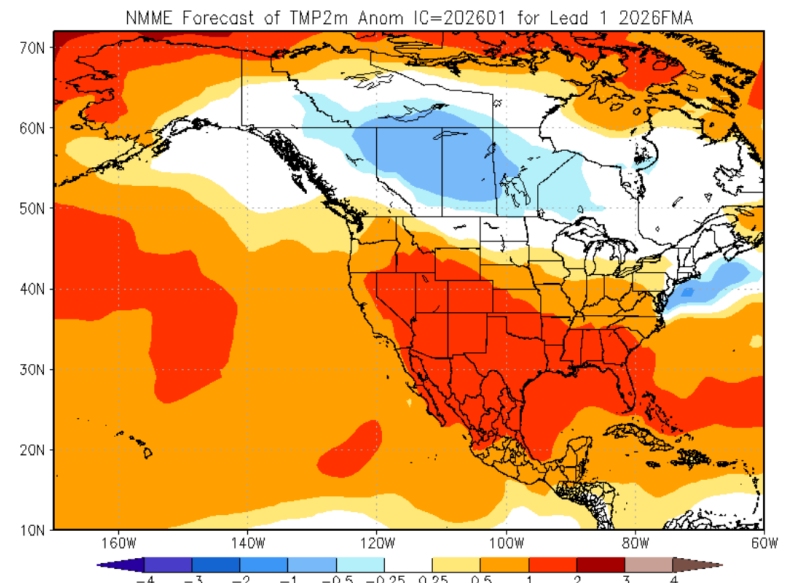 NMME Forecast of TMP2m Anom IC=202601 for Lead 1 2026FMA
70N
60N
50N
40N
30N
20N
10N
160W 140W 120W 100W 80W 60W
-4 -3 -2 -1 -0.5 -0.25 0.25 0.5 1 2 3 4